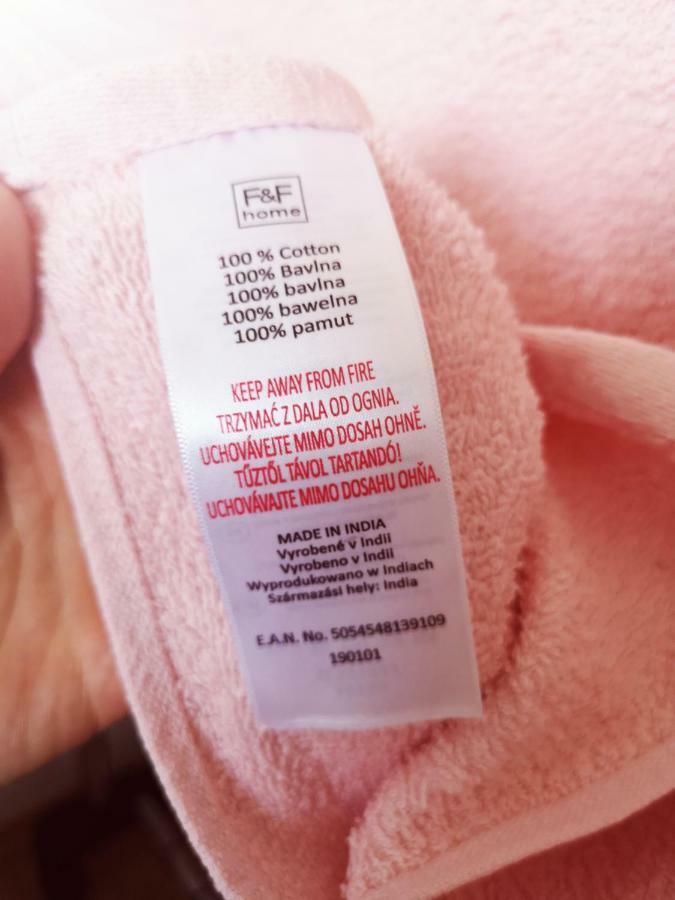 F&F
home
100 % Cotton
100% Bavlna
100% bavlna
100% bawełna
100% pamut
KEEP AWAY FROM FIRE
TRZYMAĆ Z DALA OD OGNIA.
UCHOVÁVEJTE MIMO DOSAH OHNĚ.
TŰZTŐL TÁVOL TARTANDÓ!
UCHOVÁVAJTE MIMO DOSAHU OHŇA.
MADE IN INDIA
Vyrobené v Indii
Vyrobeno v Indii
Wyprodukowano w Indiach
Származási hely: India
E.A.N. No. 5054548139109
190101